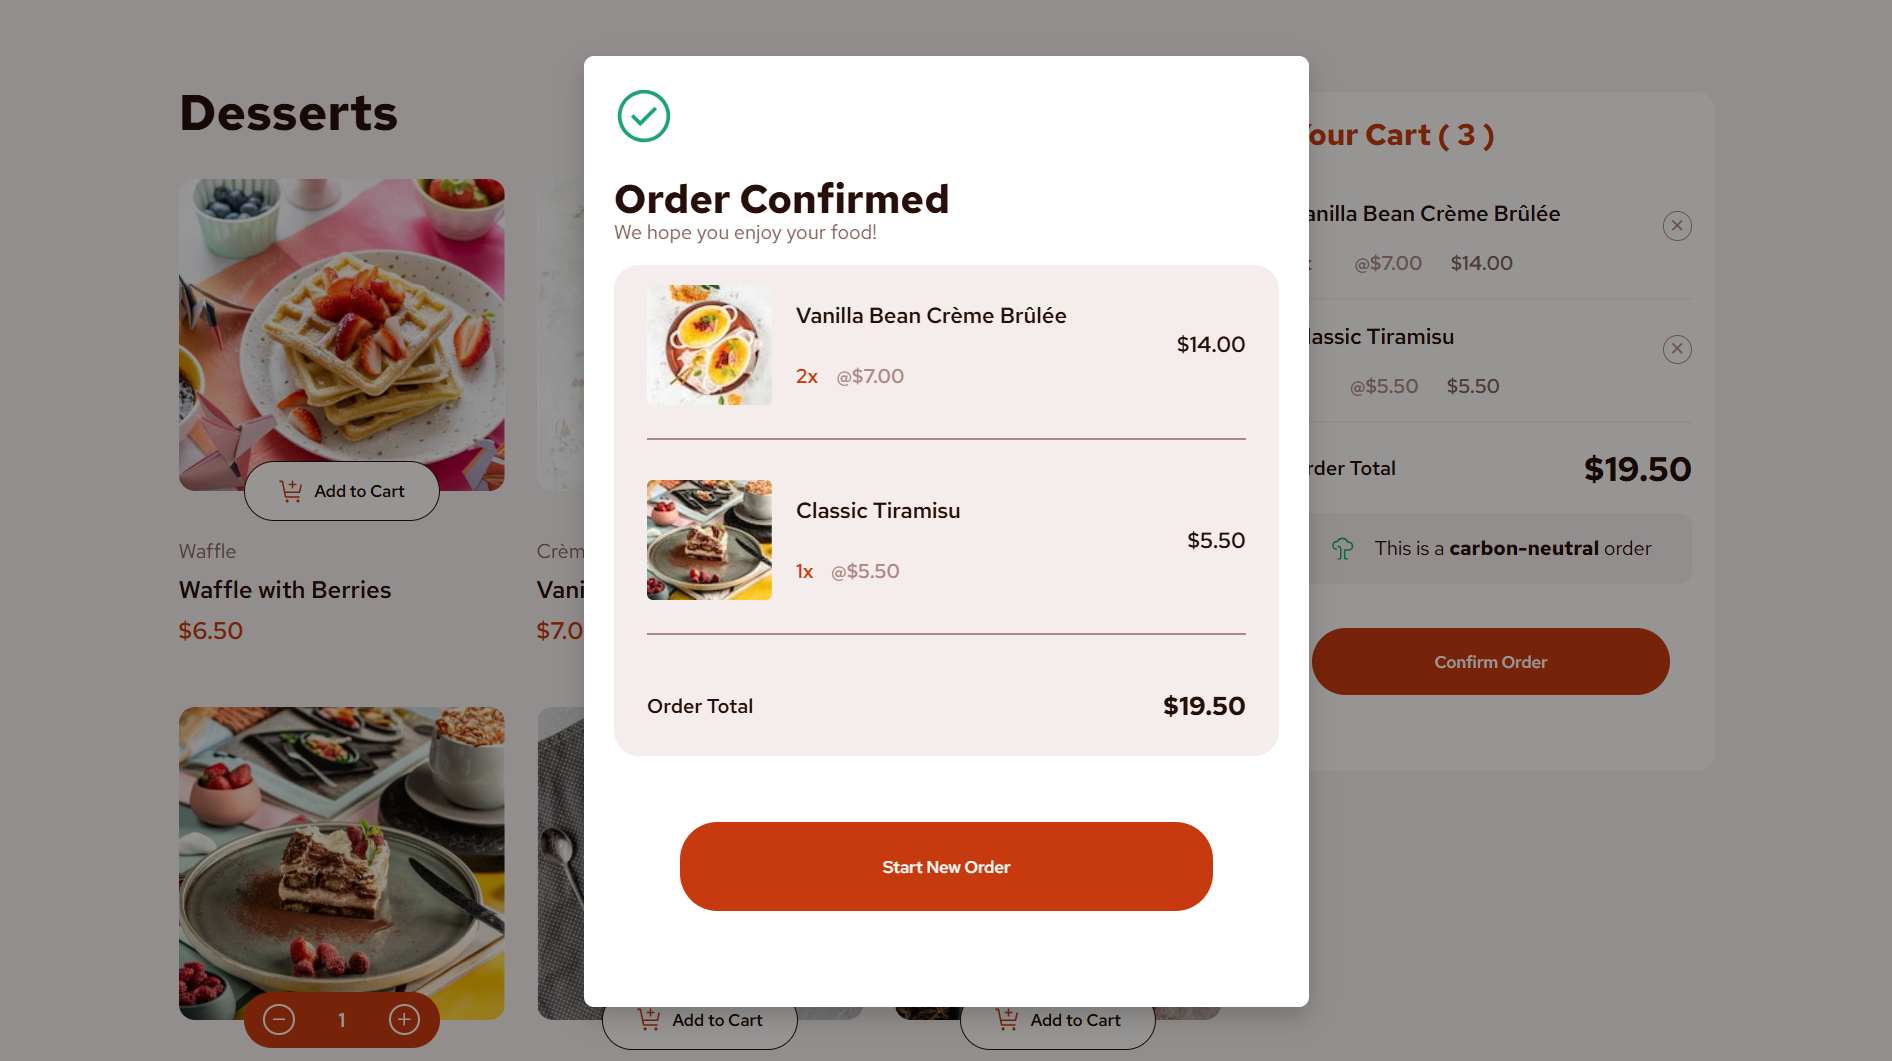 Desserts
Add to Cart
Waffle
Waffle with Berries
$6.50
$7.0
1
Order Confirmed
We hope you enjoy your food!
Vanilla Bean Crème Brûlée
2x @$7.00
$14.00
Classic Tiramisu
1x @$5.50
$5.50
Order Total
$19.50
Start New Order
Add to Cart
Add to Cart
our Cart ( 3 )
anilla Bean Crème Brûlée
@$7.00 $14.00
lassic Tiramisu
@$5.50 $5.50
rder Total
$19.50
This is a carbon-neutral order
Confirm Order